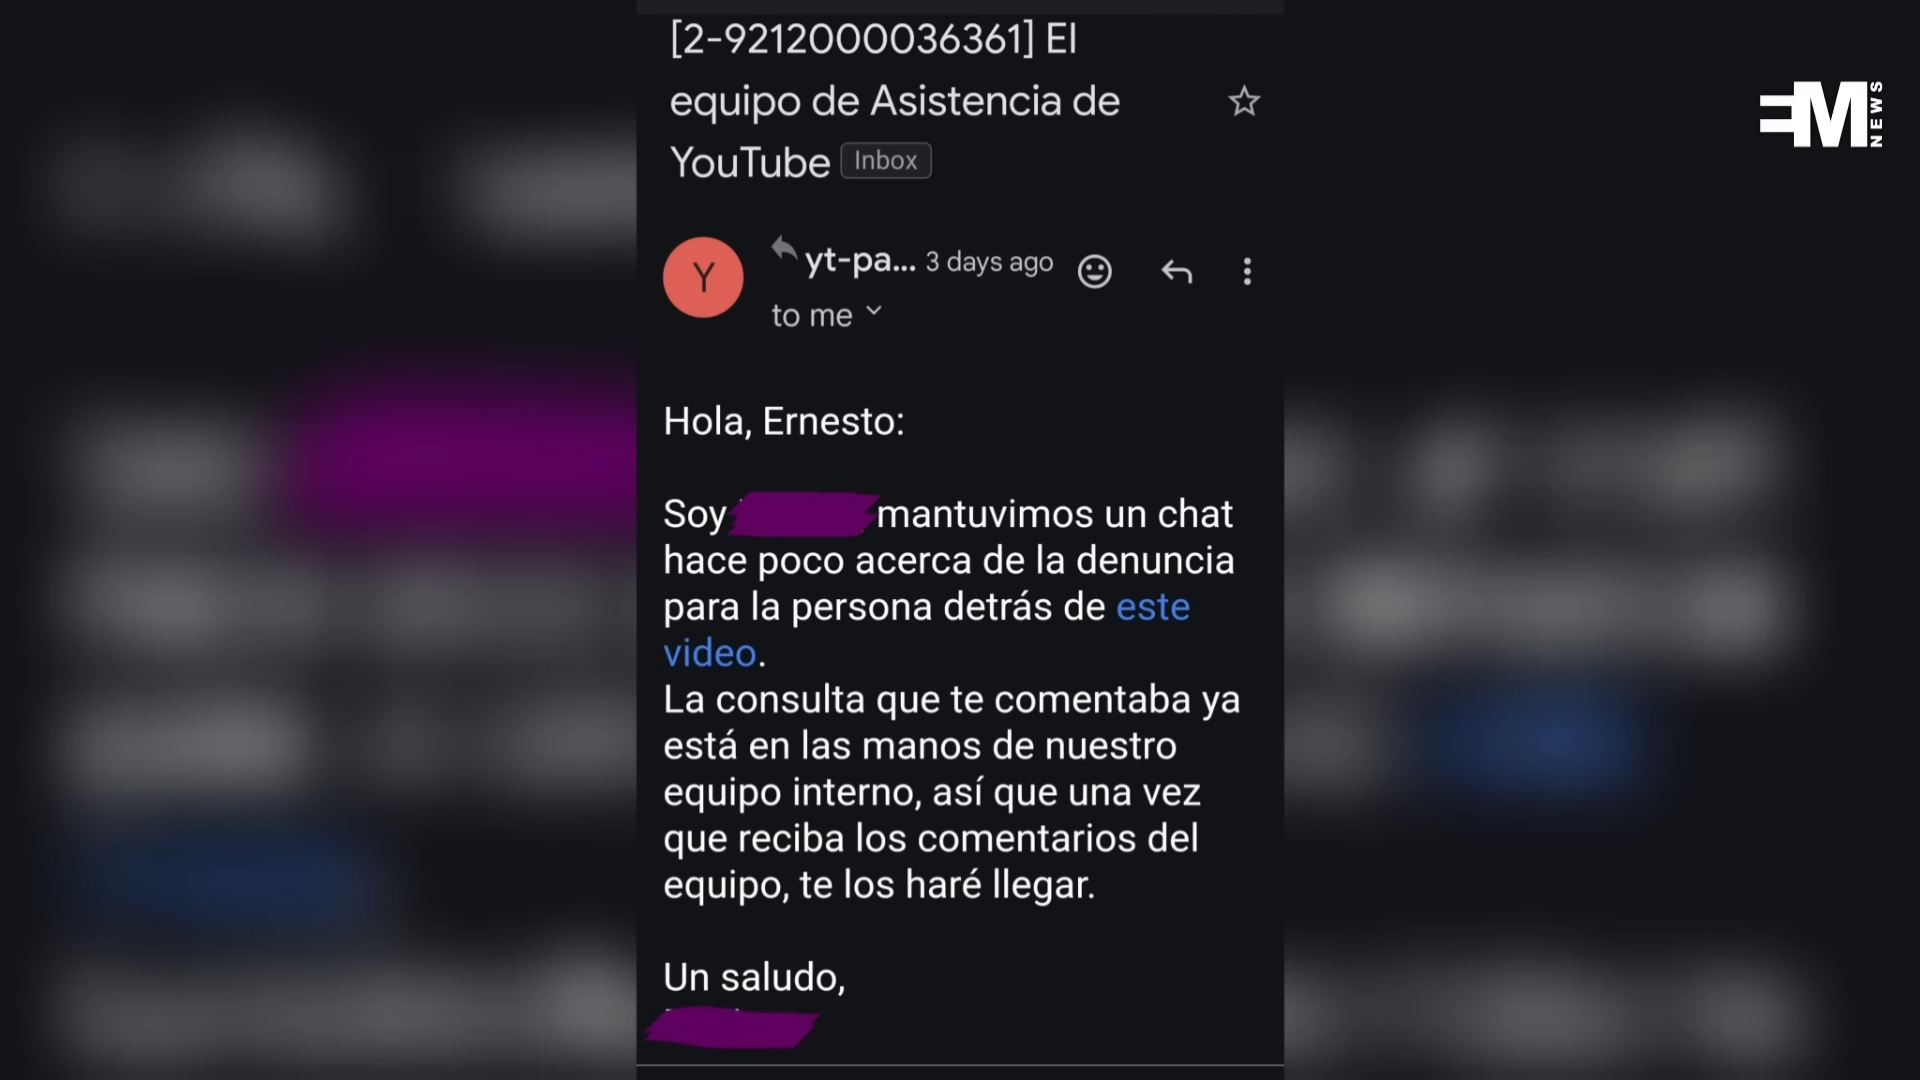 [2-9212000036361] El
equipo de Asistencia de
YouTube Inbox
Y
yt-pa... 3 days ago
to me
Hola, Ernesto:
Soy mantuvimos un chat
hace poco acerca de la denuncia
para la persona detrás de este
video.
La consulta que te comentaba ya
está en las manos de nuestro
equipo interno, así que una vez
que reciba los comentarios del
equipo, te los haré llegar.
Un saludo,
EM NEWS